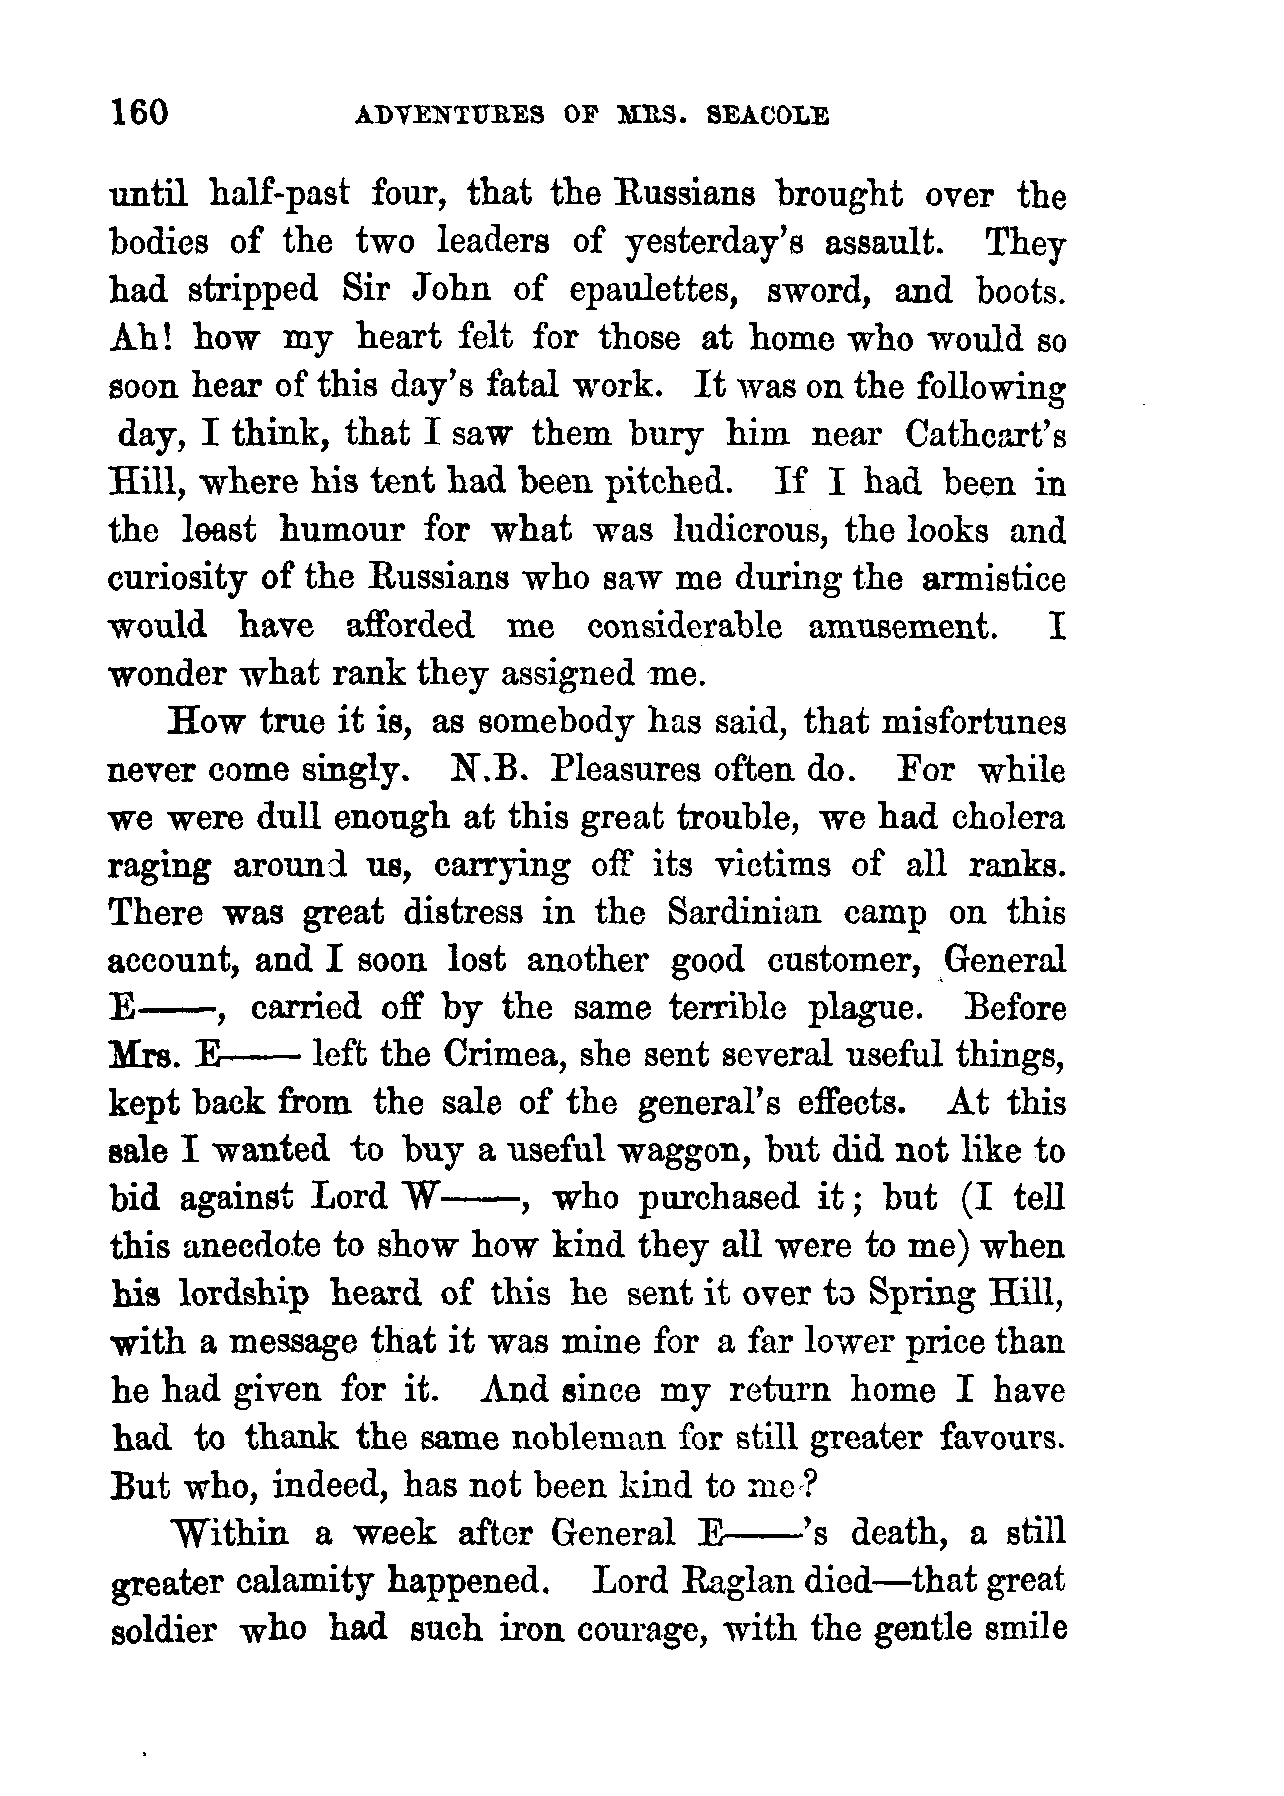 160 ADVENTURES OF MRS. SEACOLE
until half-past four, that the Russians brought over the
bodies of the two leaders of yesterday's assault. They
had stripped Sir John of epaulettes, sword, and boots.
Ah! how my heart felt for those at home who would so
soon hear of this day's fatal work. It was on the following
day, I think, that I saw them bury him near Cathcart's
Hill, where his tent had been pitched. If I had been in
the least humour for what was ludicrous, the looks and
curiosity of the Russians who saw me during the armistice
would have afforded me considerable amusement. I
wonder what rank they assigned me.
How true it is, as somebody has said, that misfortunes
never come singly. N.B. Pleasures often do. For while
we were dull enough at this great trouble, we had cholera
raging around us, carrying off its victims of all ranks.
There was great distress in the Sardinian camp on this
account, and I soon lost another good customer, General
E——, carried off by the same terrible plague. Before
Mrs. E—— left the Crimea, she sent several useful things,
kept back from the sale of the general's effects. At this
sale I wanted to buy a useful waggon, but did not like to
bid against Lord W——, who purchased it; but (I tell
this anecdote to show how kind they all were to me) when
his lordship heard of this he sent it over to Spring Hill,
with a message that it was mine for a far lower price than
he had given for it. And since my return home I have
had to thank the same nobleman for still greater favours.
But who, indeed, has not been kind to me?
Within a week after General E——'s death, a still
greater calamity happened. Lord Raglan died—that great
soldier who had such iron courage, with the gentle smile